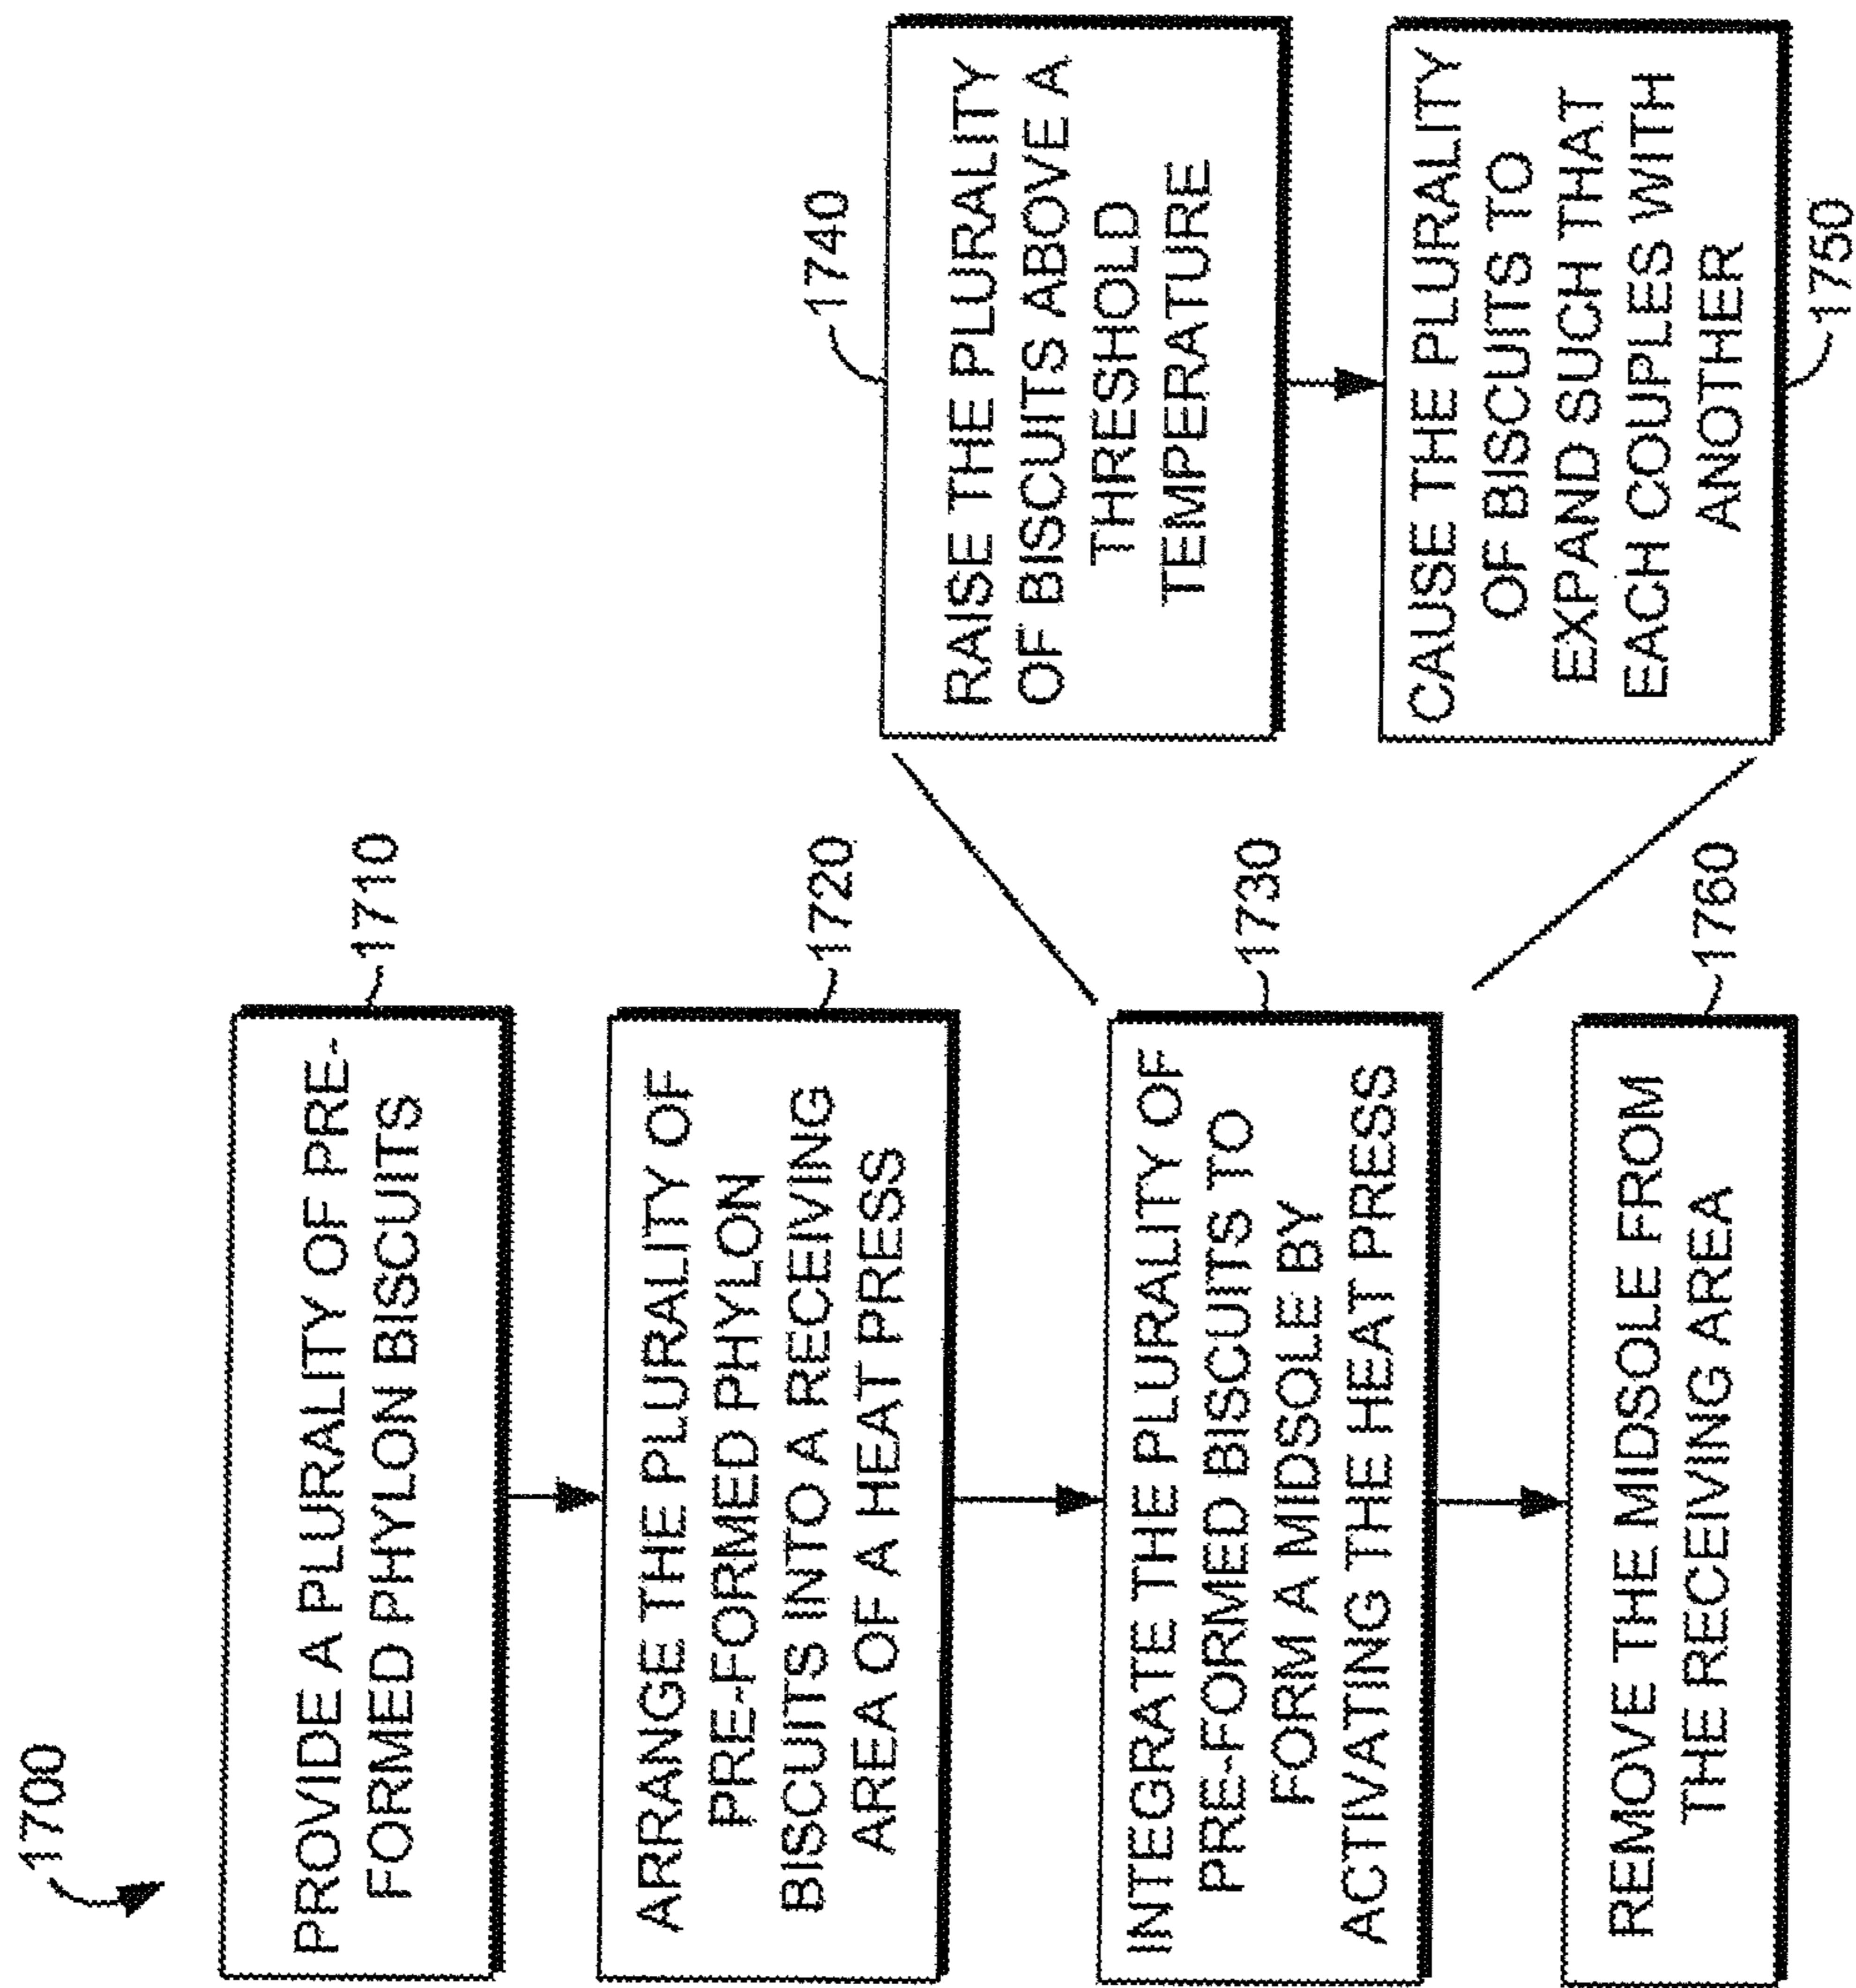 1700
PROVIDE A PLURALITY OF PRE-
FORMED PHYLON BISCUITS
1710
ARRANGE THE PLURALITY OF
PRE-FORMED PHYLON
BISCUITS INTO A RECEIVING
AREA OF A HEAT PRESS
1720
INTEGRATE THE PLURALITY OF
PRE-FORMED BISCUITS TO
FORM A MIDSOLE BY
ACTIVATING THE HEAT PRESS
1730
RAISE THE PLURALITY
OF BISCUITS ABOVE A
THRESHOLD
TEMPERATURE
1740
CAUSE THE PLURALITY
OF BISCUITS TO
EXPAND SUCH THAT
EACH COUPLES WITH
ANOTHER
1750
REMOVE THE MIDSOLE FROM
THE RECEIVING AREA
1760